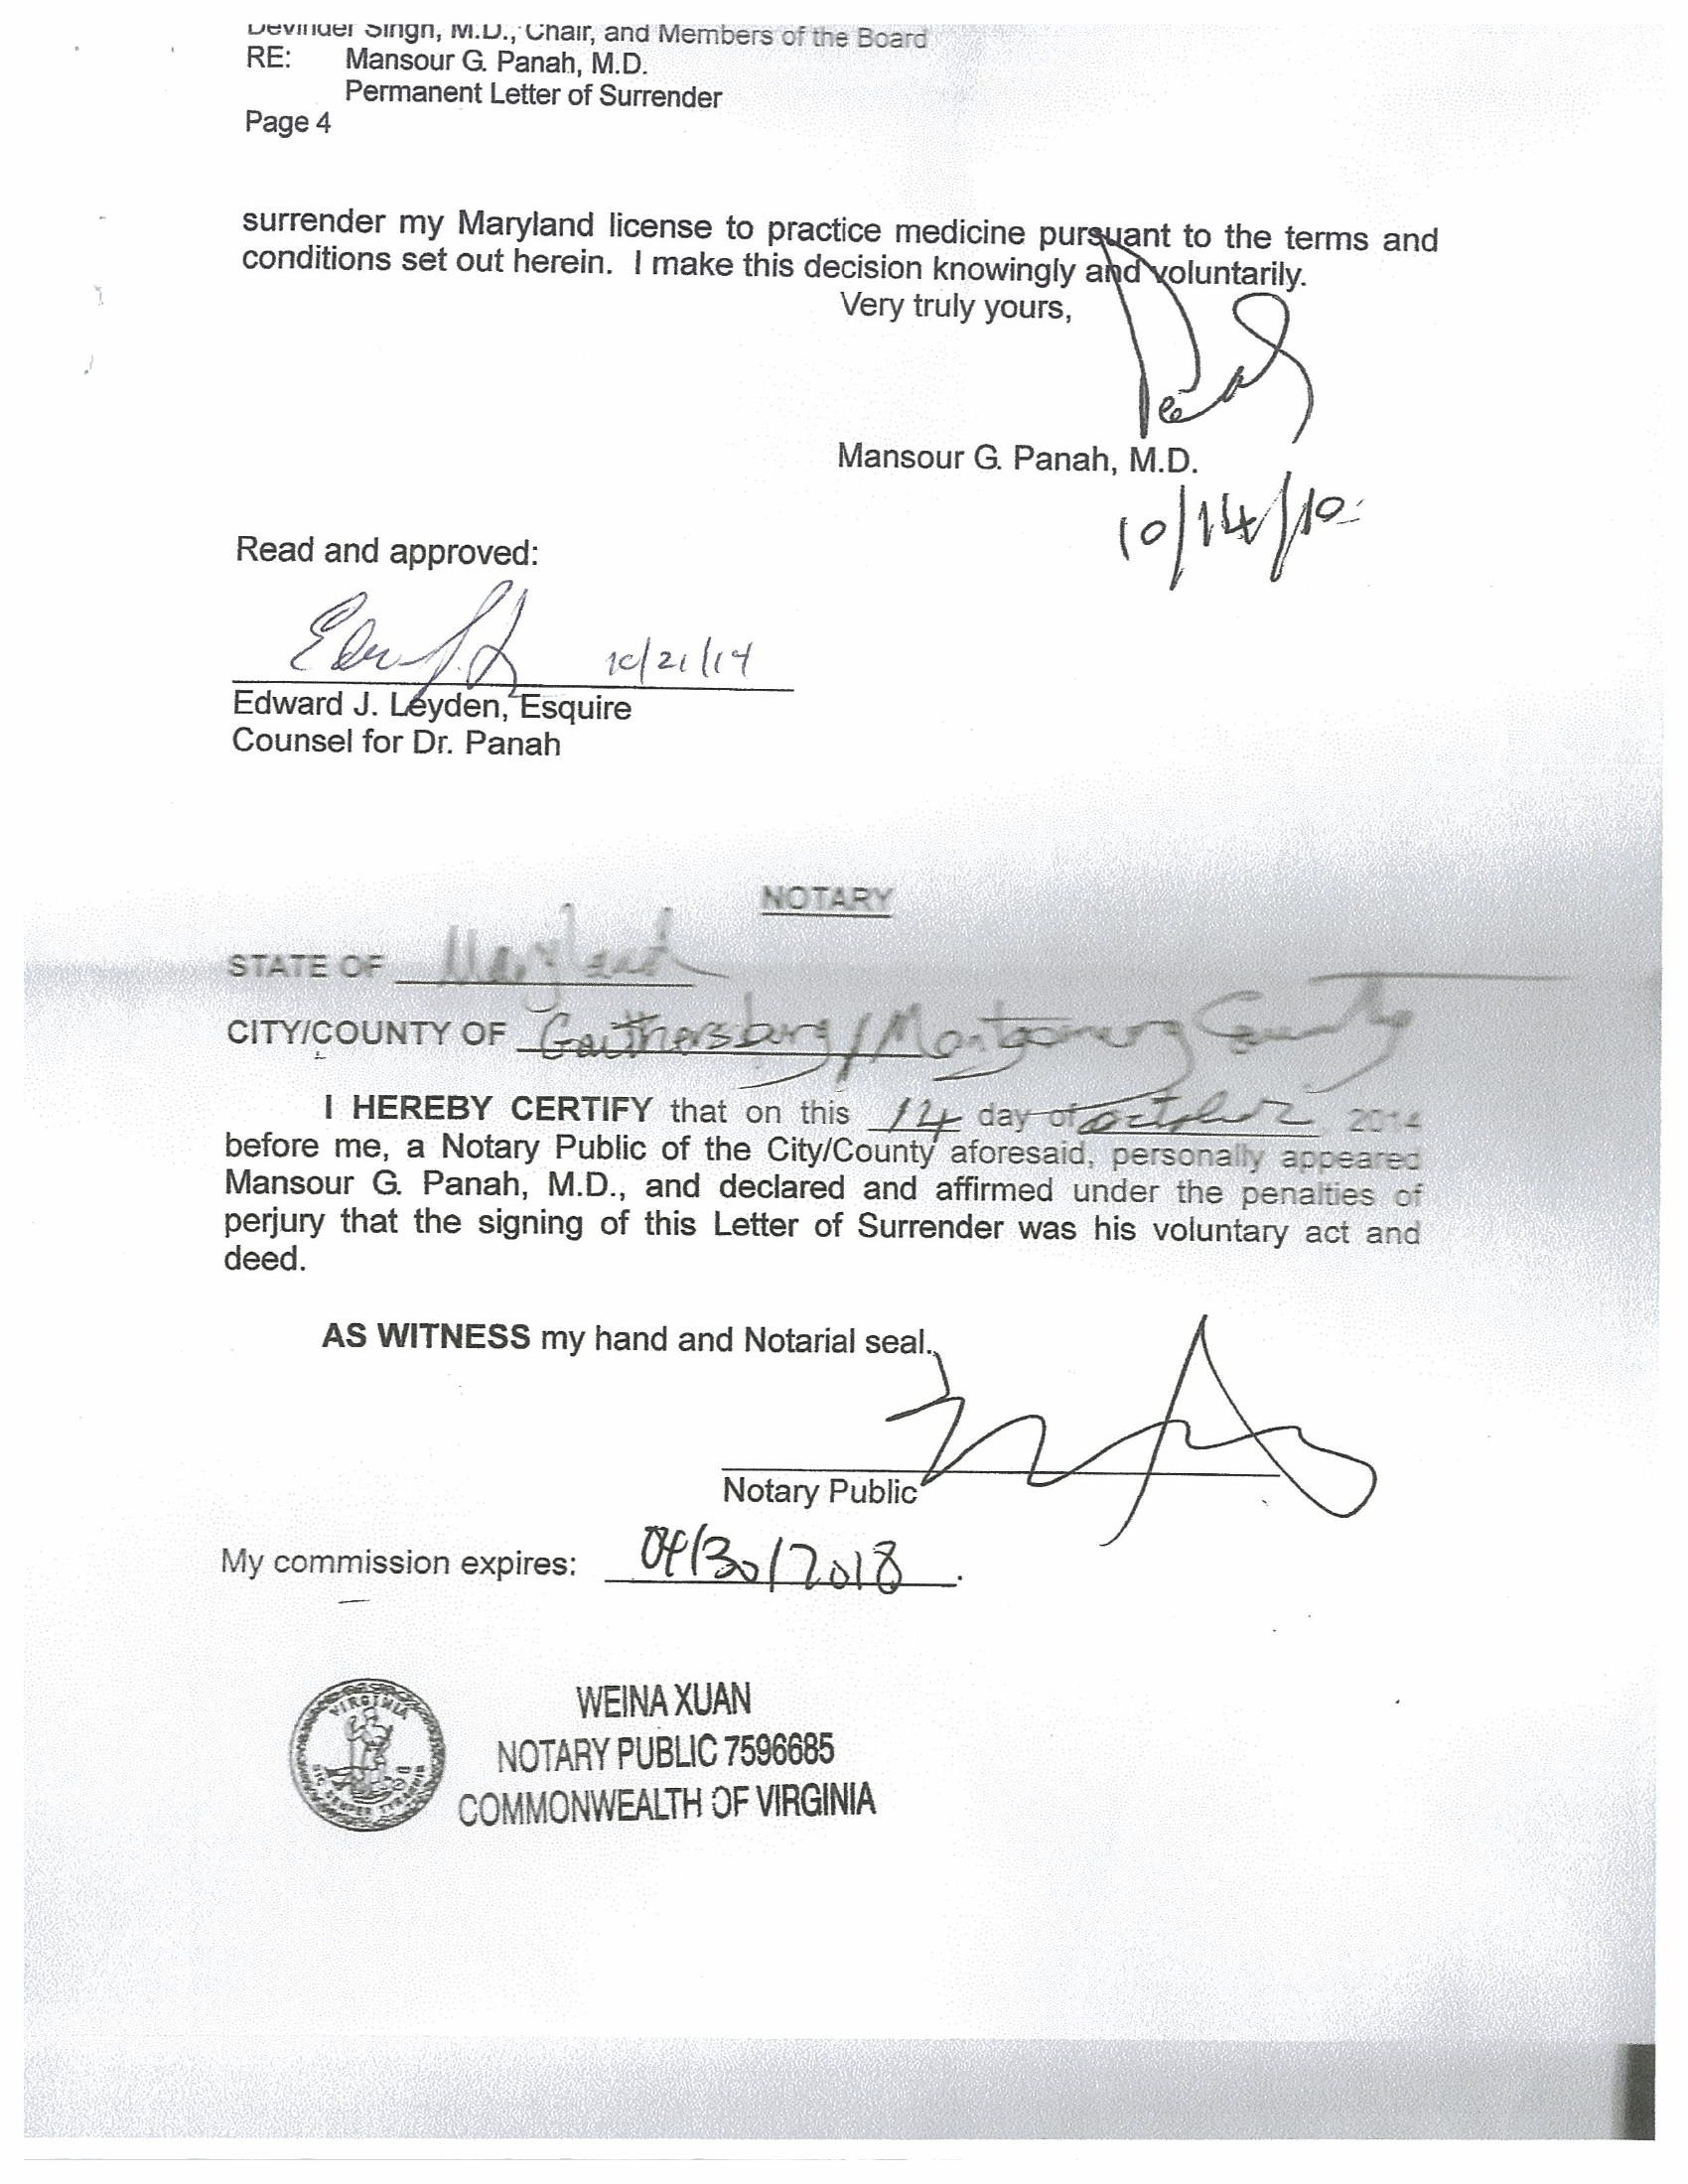 Devinder Singh, M.D., Chair, and Members of the Board
RE: Mansour G. Panah, M.D.
Permanent Letter of Surrender
Page 4
surrender my Maryland license to practice medicine pursuant to the terms and
conditions set out herein. I make this decision knowingly and voluntarily.
Very truly yours,
Mansour G. Panah, M.D.
10/14/10
Read and approved:
10/21/14
Edward J. Leyden, Esquire
Counsel for Dr. Panah
NOTARY
STATE OF Maryland
CITY/COUNTY OF Gaithersburg/Montgomery County
I HEREBY CERTIFY that on this 14 day of october 2014
before me, a Notary Public of the City/County aforesaid, personally appeared
Mansour G. Panah, M.D., and declared and affirmed under the penalties of
perjury that the signing of this Letter of Surrender was his voluntary act and
deed.
AS WITNESS my hand and Notarial seal.
Notary Public
My commission expires: 04/30/2018.
VIRGINIA
SIC SEMPER TYRANNIS
WEINA XUAN
NOTARY PUBLIC 7596685
COMMONWEALTH OF VIRGINIA